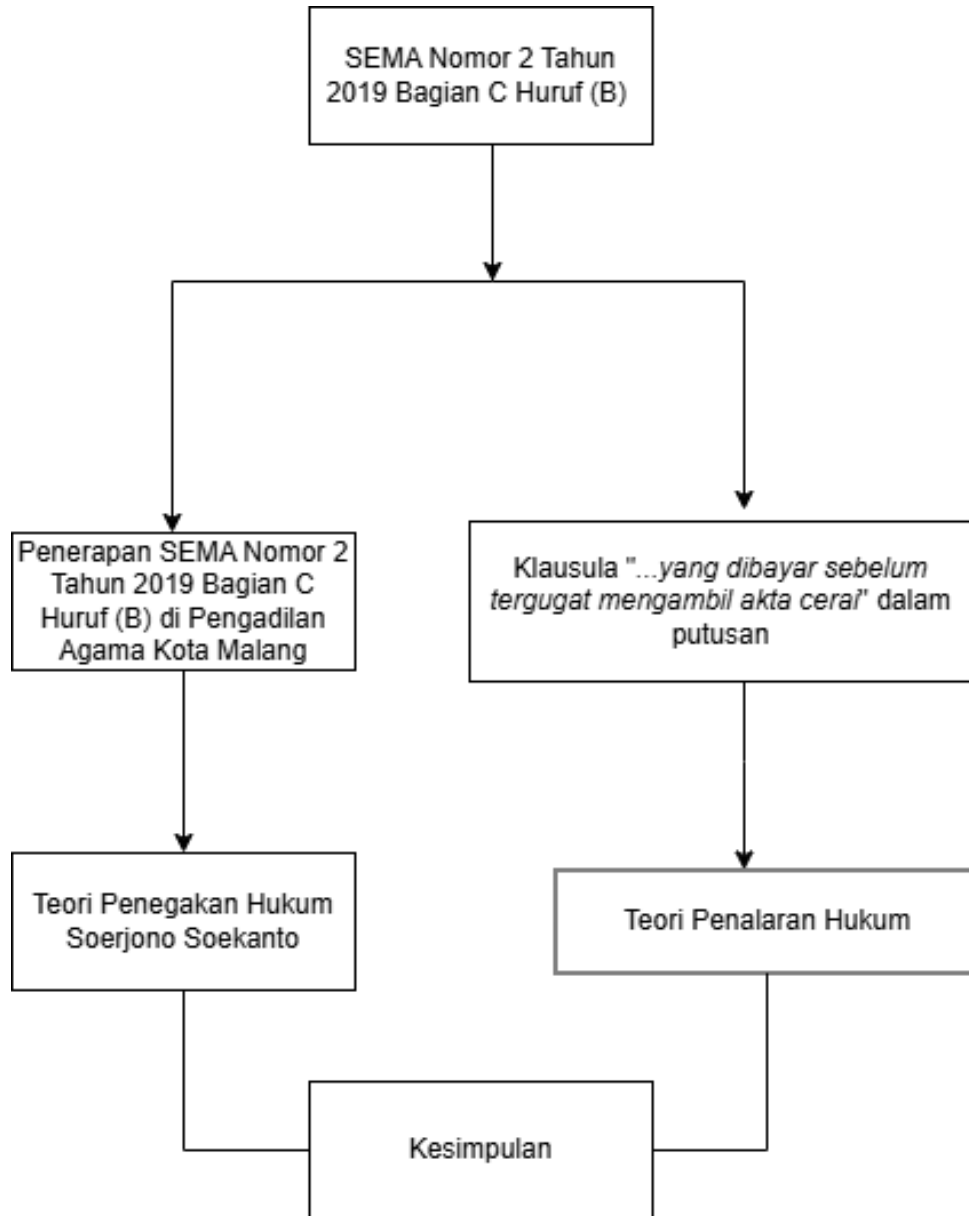 SEMA Nomor 2 Tahun
2019 Bagian C Huruf (B)
Penerapan SEMA Nomor 2
Tahun 2019 Bagian C
Huruf (B) di Pengadilan
Agama Kota Malang
Klausula "...yang dibayar sebelum
tergugat mengambil akta cerai" dalam
putusan
Teori Penegakan Hukum
Soerjono Soekanto
Teori Penalaran Hukum
Kesimpulan